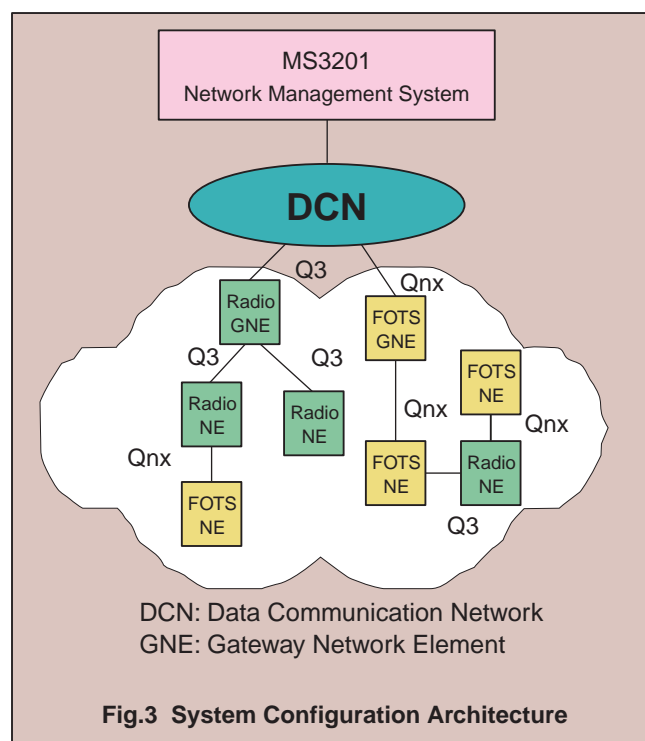 MS3201
Network Management System
DCN
Q3
Qnx
Radio
GNE
FOTS
GNE
Q3
Q3
FOTS
NE
Radio
NE
Radio
NE
Qnx
Qnx
Qnx
FOTS
NE
FOTS
NE
Radio
NE
Q3
DCN: Data Communication Network
GNE: Gateway Network Element
Fig.3 System Configuration Architecture